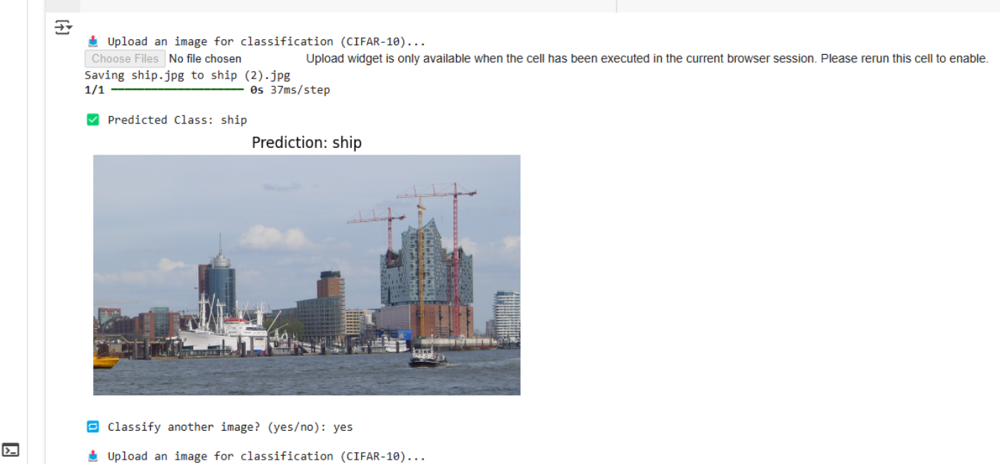 Upload an image for classification (CIFAR-10)...
Choose Files No file chosen Upload widget is only available when the cell has been executed in the current browser session. Please rerun this cell to enable.
Saving ship.jpg to ship (2).jpg
1/1 ━━━━━━━━━━━━━━━━━━━━ 0s 37ms/step
Predicted Class: ship
Prediction: ship
Classify another image? (yes/no): yes
Upload an image for classification (CIFAR-10)...